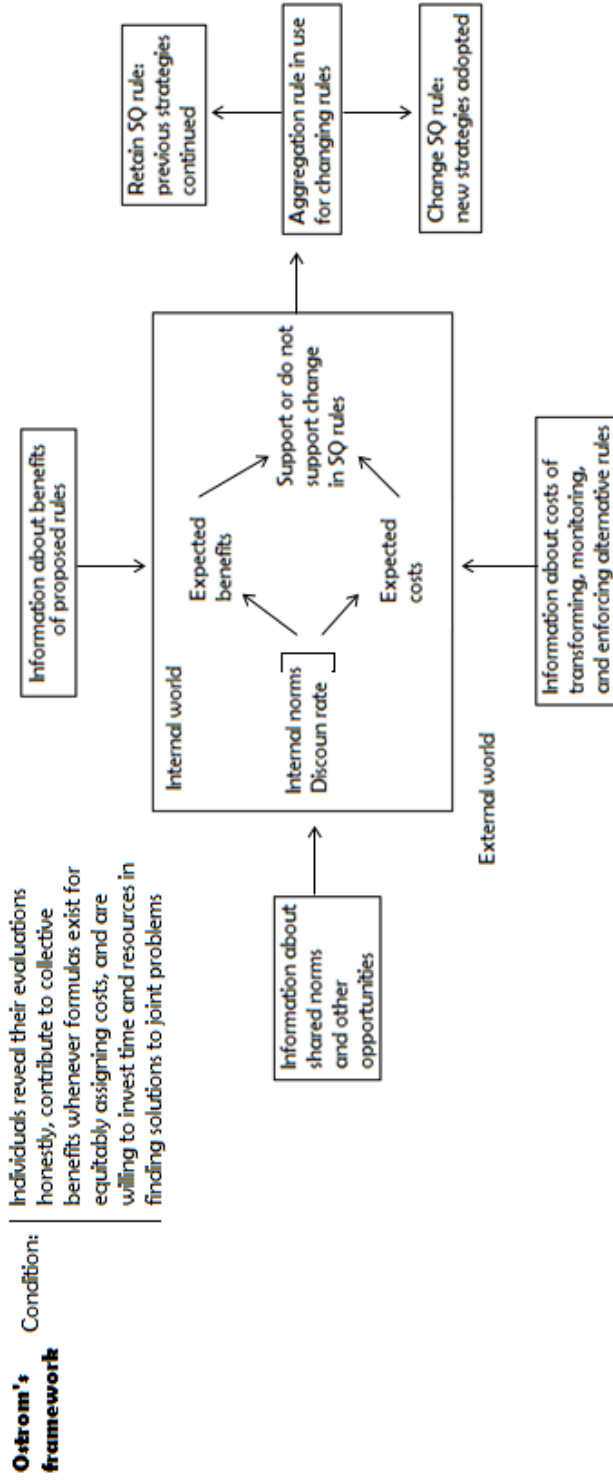 Ostrom's
framework
Condition:
Individuals reveal their evaluations
honestly, contribute to collective
benefits whenever formulas exist for
equitably assigning costs, and are
willing to invest time and resources in
finding solutions to joint problems
Information about benefits
of proposed rules
Internal world
Information about
shared norms
and other
opportunities
Internal norms
Discoun rate
Expected
benefits
Expected
costs
Support or do not
support change
in SQ rules
External world
Information about costs of
transforming, monitoring,
and enforcing alternative rules
Retain SQ rule:
previous strategies
continued
Aggregation rule in use
for changing rules
Change SQ rule:
new strategies adopted